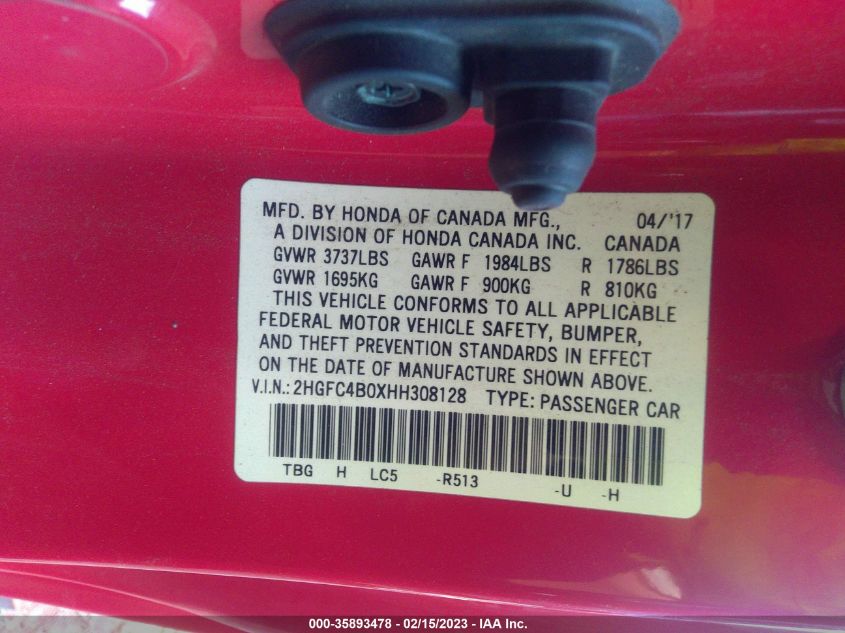 MFD. BY HONDA OF CANADA MFG., 04/'17
A DIVISION OF HONDA CANADA INC. CANADA
GVWR 3737LBS GAWR F 1984LBS R 1786LBS
GVWR 1695KG GAWR F 900KG R 810KG
THIS VEHICLE CONFORMS TO ALL APPLICABLE
FEDERAL MOTOR VEHICLE SAFETY, BUMPER,
AND THEFT PREVENTION STANDARDS IN EFFECT
ON THE DATE OF MANUFACTURE SHOWN ABOVE.
V.I.N.:2HGFC4B0XHH308128 TYPE: PASSENGER CAR
TBG H LC5 -R513 -U -H
000-35893478 - 02/15/2023 - IAA Inc.